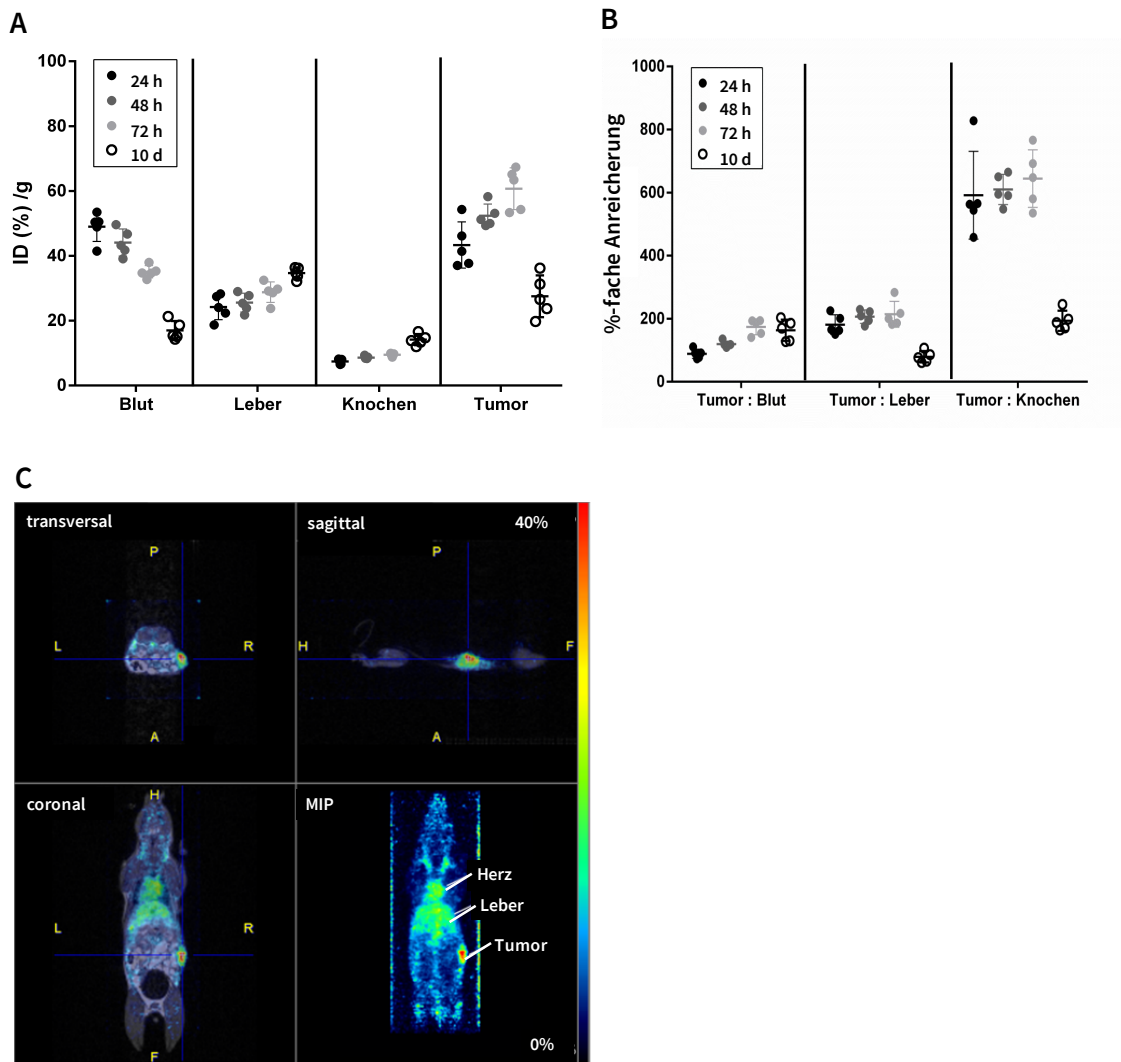 A
ID (%) /g
100
80
60
40
20
0
24 h
48 h
72 h
10 d
Blut
Leber
Knochen
Tumor
B
%-fache Anreicherung
1000
800
600
400
200
0
24 h
48 h
72 h
10 d
Tumor : Blut
Tumor : Leber
Tumor : Knochen
C
transversal
P
L
R
A
sagittal
40%
P
H
F
A
coronal
H
L
R
F
MIP
Herz
Leber
Tumor
0%